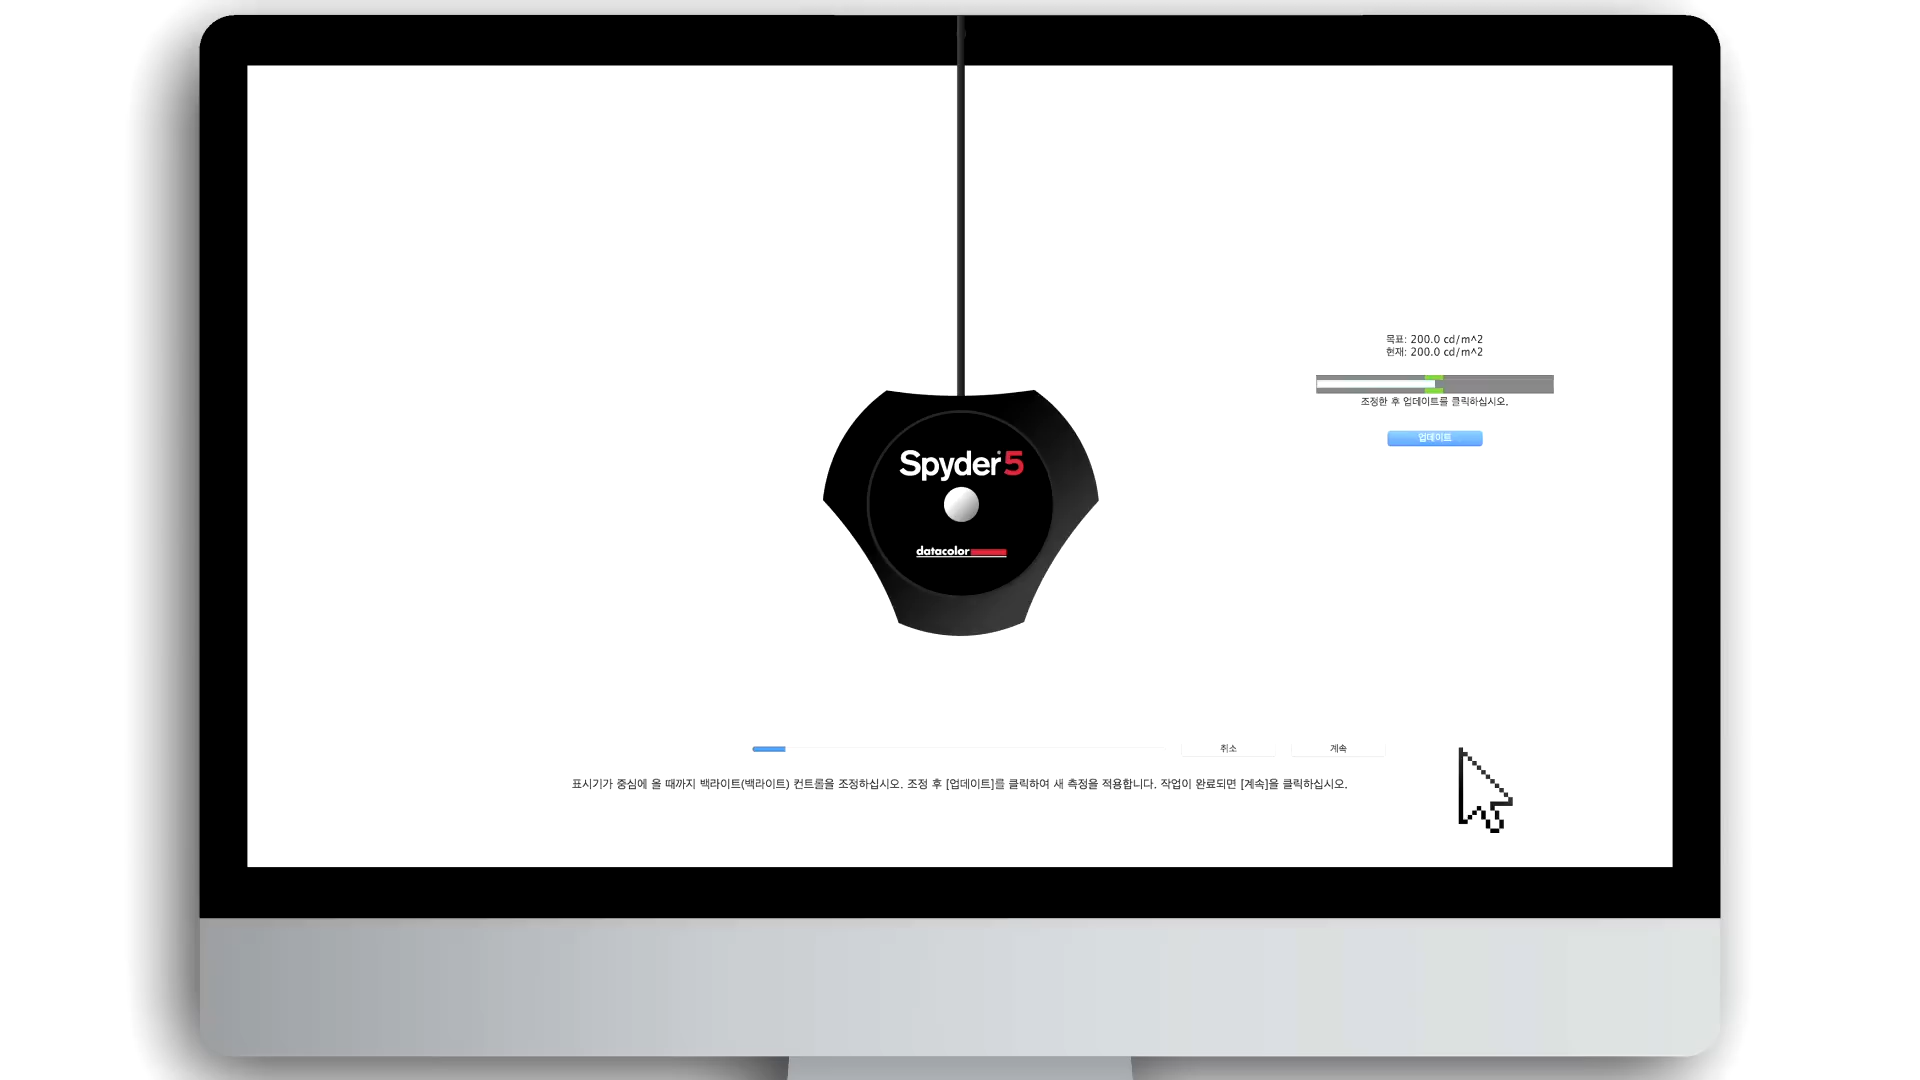 목표: 200.0 cd/m^2
현재: 200.0 cd/m^2
조정한 후 업데이트를 클릭하십시오.
업데이트
Spyder 5
datacolor
취소
계속
표시기가 중심에 올 때까지 백라이트(백라이트) 컨트롤을 조정하십시오. 조정 후 [업데이트]를 클릭하여 새 측정을 적용합니다. 작업이 완료되면 [계속]을 클릭하십시오.